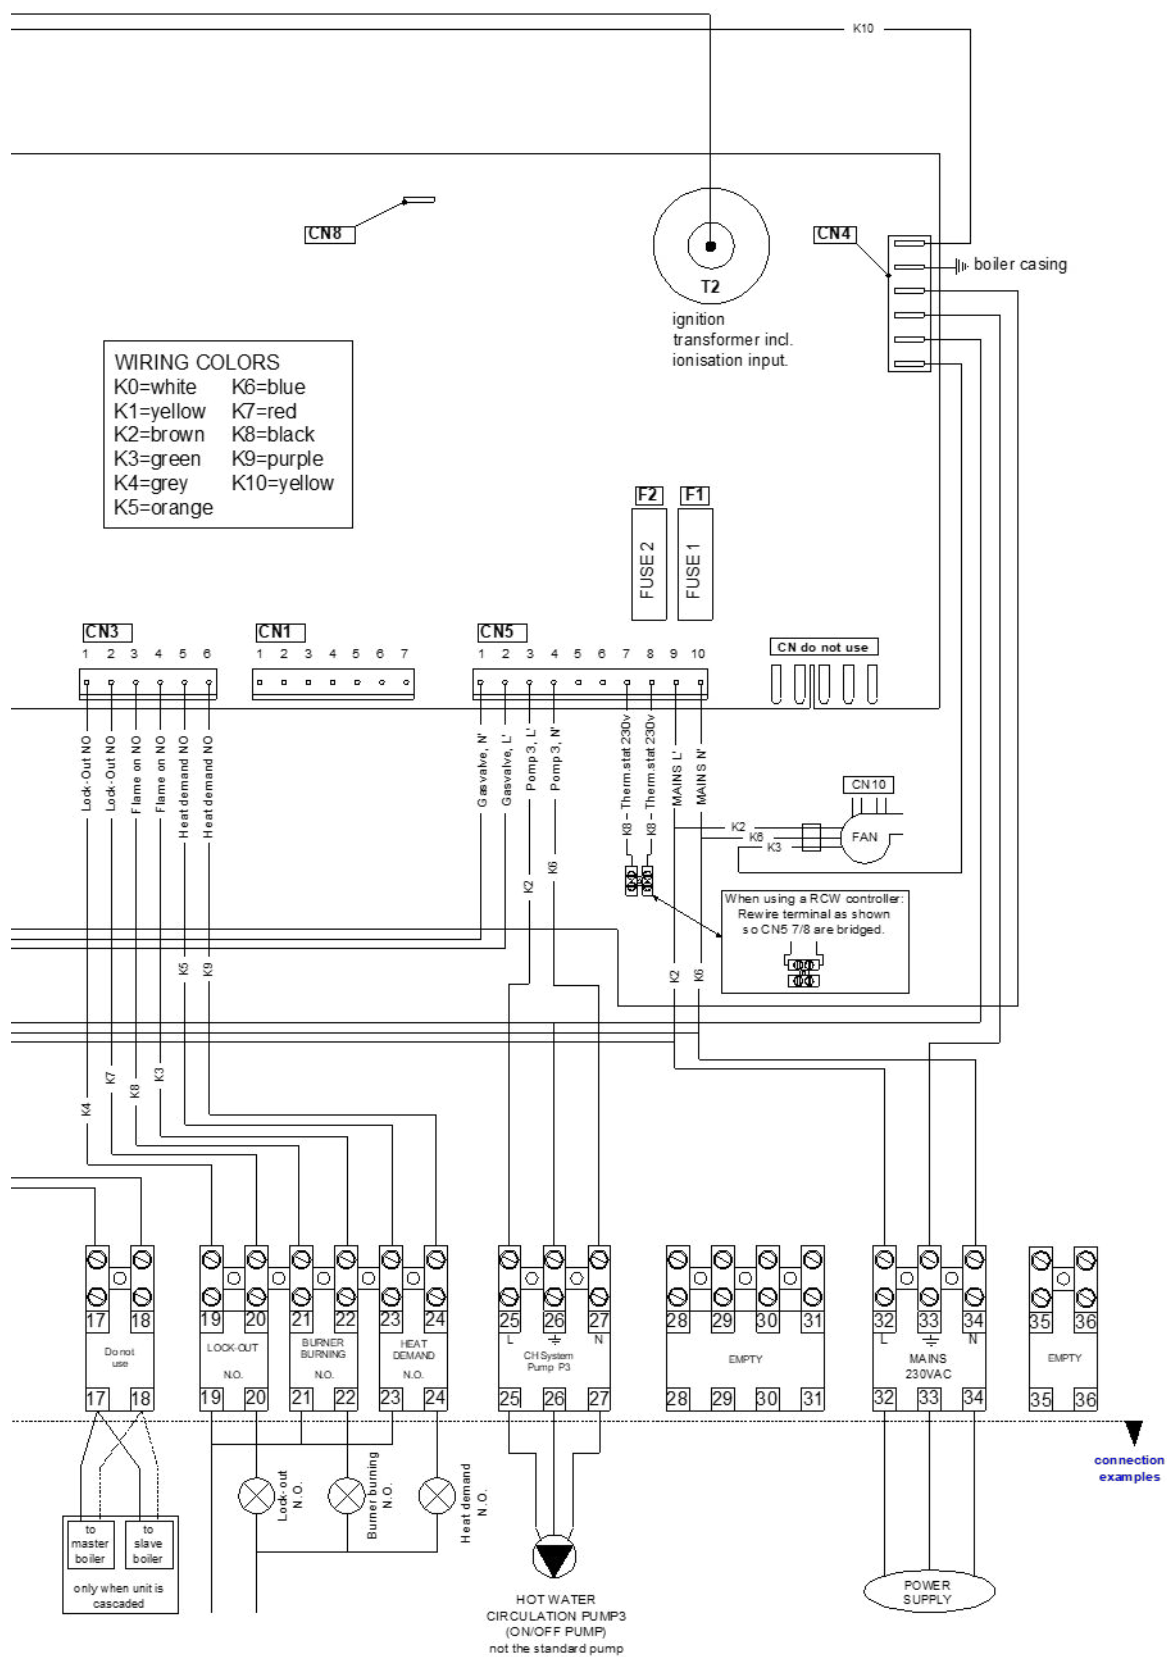 K10
CN8
CN4
boiler casing
T2
ignition
transformer incl.
ionisation input.
WIRING COLORS
K0=white K6=blue
K1=yellow K7=red
K2=brown K8=black
K3=green K9=purple
K4=grey K10=yellow
K5=orange
F2 F1
FUSE 2
FUSE 1
CN3 CN1 CN5
1 2 3 4 5 6
1 2 3 4 5 6 7
1 2 3 4 5 6 7 8 9 10
CN do not use
Lock-Out NO
Lock-Out NO
Flame on NO
Flame on NO
Heat demand NO
Heat demand NO
Gasvalve, N'
Gasvalve, L'
Pomp 3, L'
Pomp 3, N'
K8 – Therm.stat 230v
K8 – Therm.stat 230v
MAINS L'
MAINS N'
CN10
FAN
K2
K6
K3
K2
K6
When using a RCW controller:
Rewire terminal as shown
so CN5 7/8 are bridged.
K5
K9
K2
K6
K4
K7
K8
K3
17 18 19 20 21 22 23 24 25 26 27 28 29 30 31 32 33 34 35 36
L N
L N
Do not
use
LOCK-OUT
N.O.
BURNER
BURNING
N.O.
HEAT
DEMAND
N.O.
CH System
Pump P3
EMPTY
MAINS
230VAC
EMPTY
17 18 19 20 21 22 23 24 25 26 27 28 29 30 31 32 33 34 35 36
connection
examples
Lock-out
N.O.
Burner burning
N.O.
Heat demand
N.O.
to
master
boiler
to
slave
boiler
only when unit is
cascaded
HOT WATER
CIRCULATION PUMP3
(ON/OFF PUMP)
not the standard pump
POWER
SUPPLY